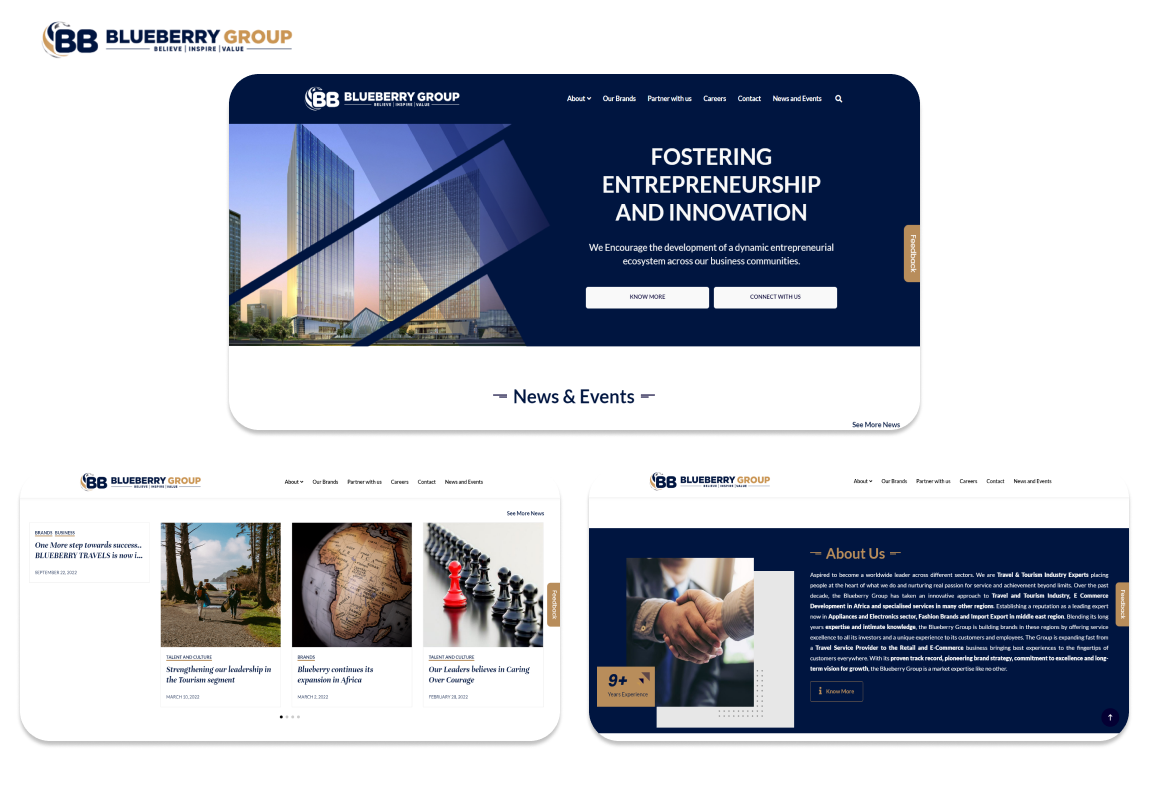 BB BLUEBERRY GROUP
BELIEVE | INSPIRE | VALUE
BB BLUEBERRY GROUP
BELIEVE | INSPIRE | VALUE
About Our Brands Partner with us Careers Contact News and Events
FOSTERING
ENTREPRENEURSHIP
AND INNOVATION
We Encourage the development of a dynamic entrepreneurial
ecosystem across our business communities.
KNOW MORE CONNECT WITH US
Feedback
News & Events
See More News
BB BLUEBERRY GROUP
BELIEVE | INSPIRE | VALUE
About Our Brands Partner with us Careers Contact News and Events
See More News
BRANDS BUSINESS
One More step towards success..
BLUEBERRY TRAVELS is now i...
SEPTEMBER 22, 2022
TALENT AND CULTURE
Strengthening our leadership in
the Tourism segment
MARCH 10, 2022
BRANDS
Blueberry continues its
expansion in Africa
MARCH 2, 2022
TALENT AND CULTURE
Our Leaders believes in Caring
Over Courage
FEBRUARY 28, 2022
Feedback
BB BLUEBERRY GROUP
BELIEVE | INSPIRE | VALUE
About Our Brands Partner with us Careers Contact News and Events
About Us
Aspired to become a worldwide leader across different sectors. We are Travel & Tourism Industry Experts placing
people at the heart of what we do and nurturing real passion for service and achievement beyond limits. Over the past
decade, the Blueberry Group has taken an innovative approach to Travel and Tourism Industry, E Commerce
Development in Africa and specialised services in many other regions. Establishing a reputation as a leading expert
now in Appliances and Electronics sector, Fashion Brands and Import Export in middle east region. Blending its long
years expertise and intimate knowledge, the Blueberry Group is building brands in these regions by offering service
excellence to all its investors and a unique experience to its customers and employees. The Group is expanding fast from
a Travel Service Provider to the Retail and E-Commerce business bringing best experiences to the fingertips of
customers everywhere. With its proven track record, pioneering brand strategy, commitment to excellence and long-
term vision for growth, the Blueberry Group is a market expertise like no other.
Know More
9+
Years Experience
Feedback